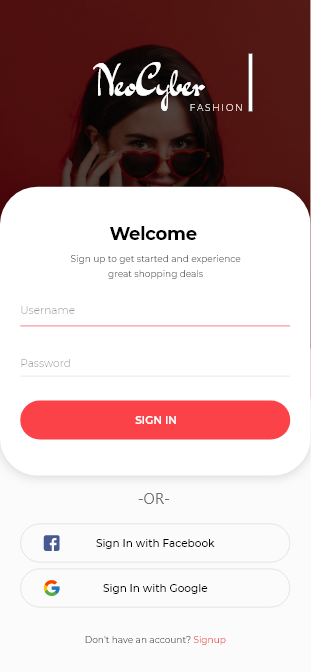 NeoCyber
FASHION
Welcome
Sign up to get started and experience
great shopping deals
Username
Password
SIGN IN
-OR-
Sign In with Facebook
Sign In with Google
Don't have an account? Signup